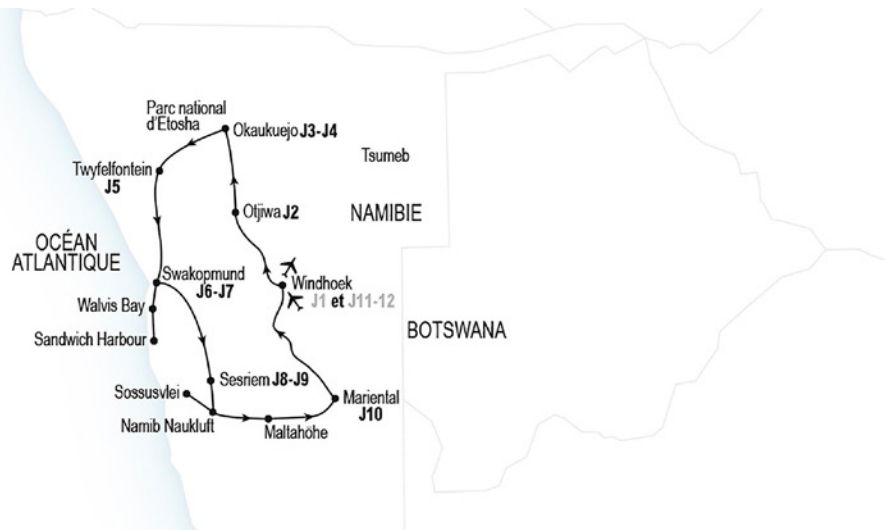 Parc national
d'Etosha
Okaukuejo J3-J4
Tsumeb
Twyfelfontein
J5
Otjiwa J2
NAMIBIE
OCÉAN
ATLANTIQUE
Swakopmund
J6-J7
Windhoek
J1 et J11-12
Walvis Bay
BOTSWANA
Sandwich Harbour
Sesriem J8-J9
Sossusvlei
Mariental
J10
Namib Naukluft
Maltahöhe